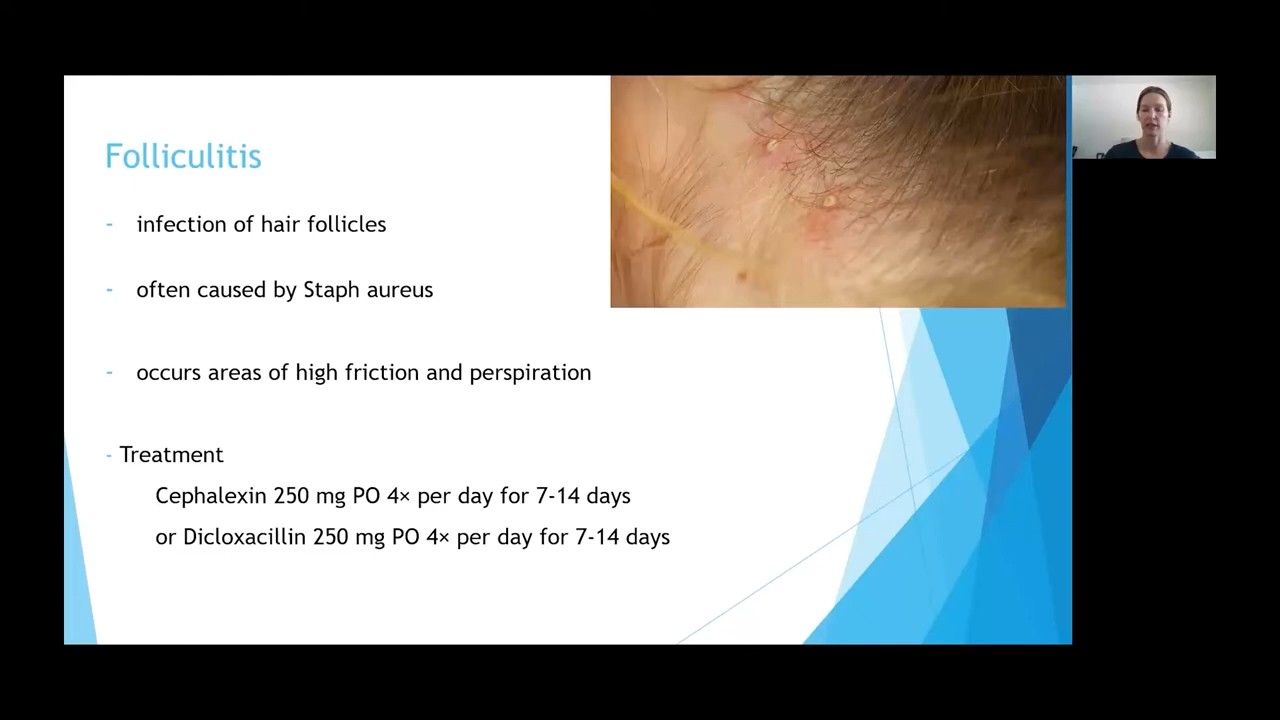 Folliculitis
- infection of hair follicles
- often caused by Staph aureus
- occurs areas of high friction and perspiration
- Treatment
Cephalexin 250 mg PO 4× per day for 7-14 days
or Dicloxacillin 250 mg PO 4× per day for 7-14 days